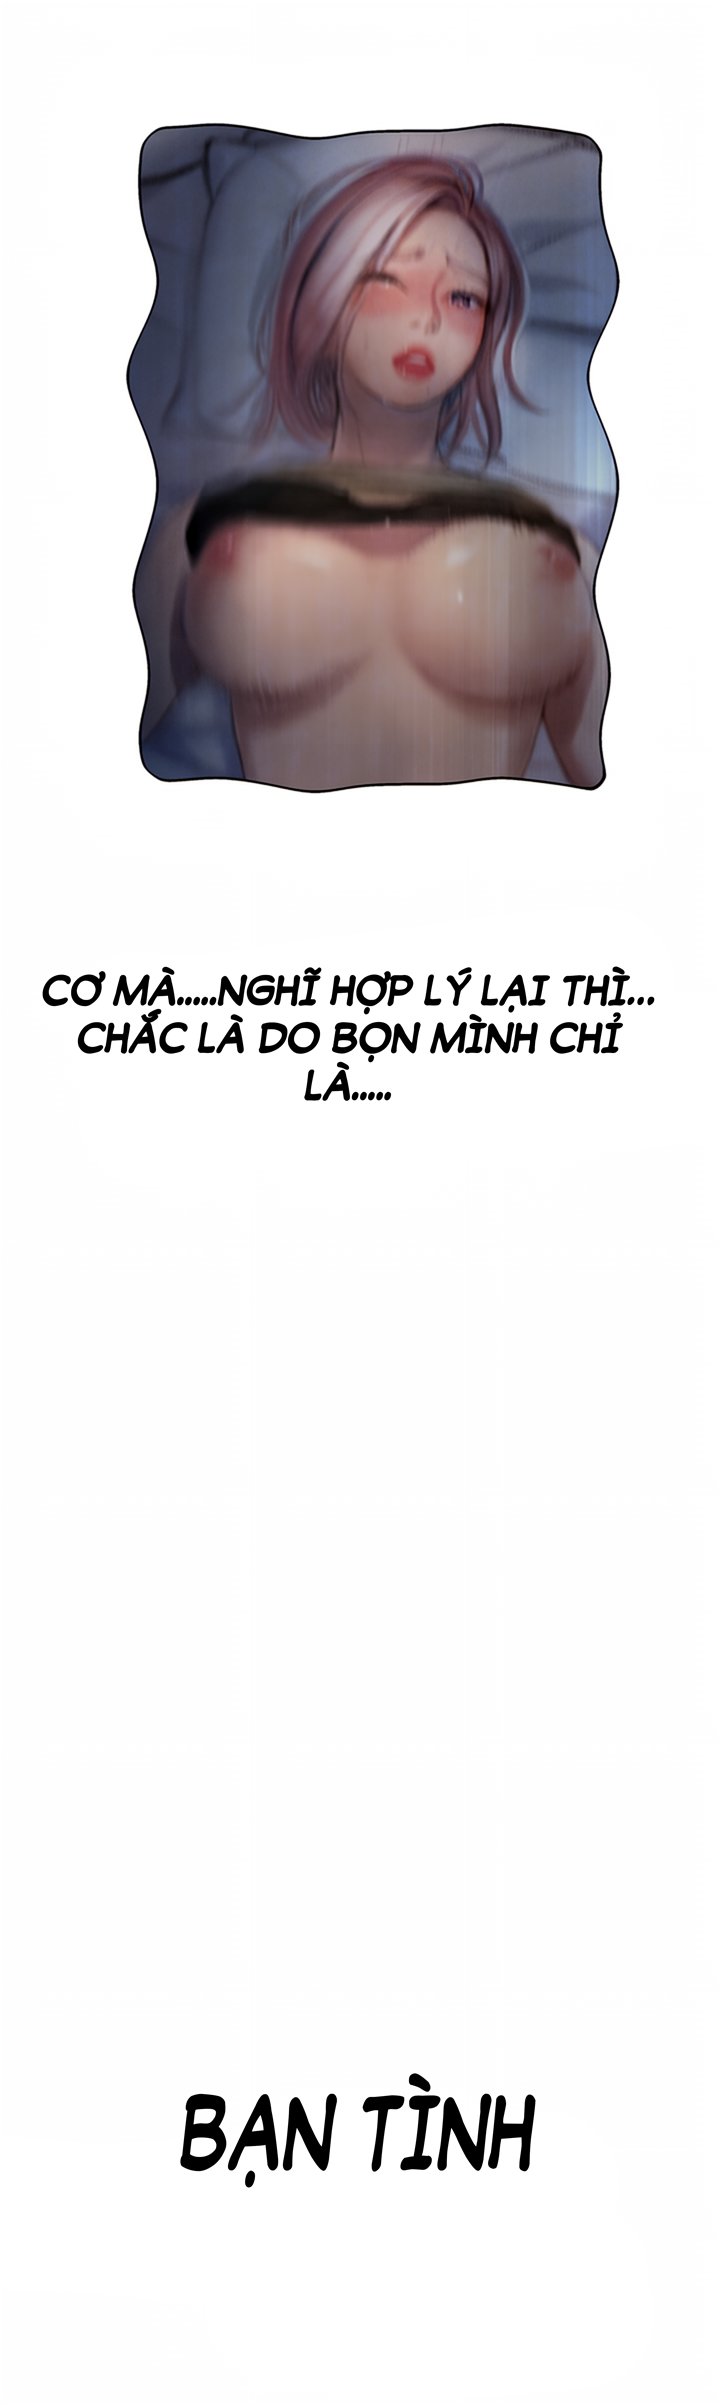 CƠ MÀ.....NGHĨ HỢP LÝ LẠI THÌ...
CHẮC LÀ DO BỌN MÌNH CHỈ
LÀ.....
BẠN TÌNH